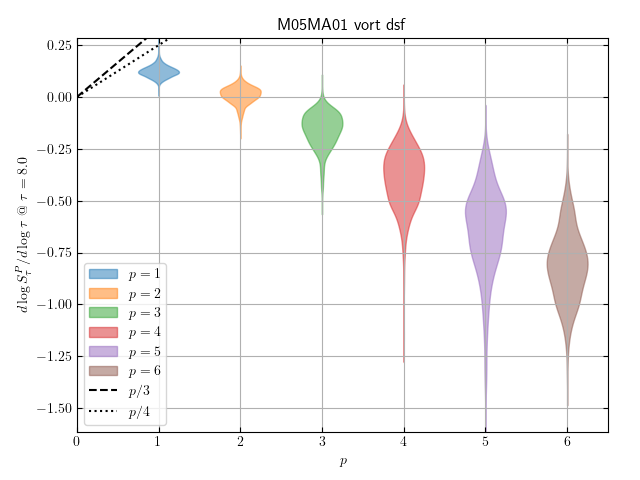 M05MA01 vort dsf
d log S_τ^p / d log τ @ τ = 8.0
0.25
0.00
−0.25
−0.50
−0.75
−1.00
−1.25
−1.50
p = 1
p = 2
p = 3
p = 4
p = 5
p = 6
p/3
p/4
0 1 2 3 4 5 6
p